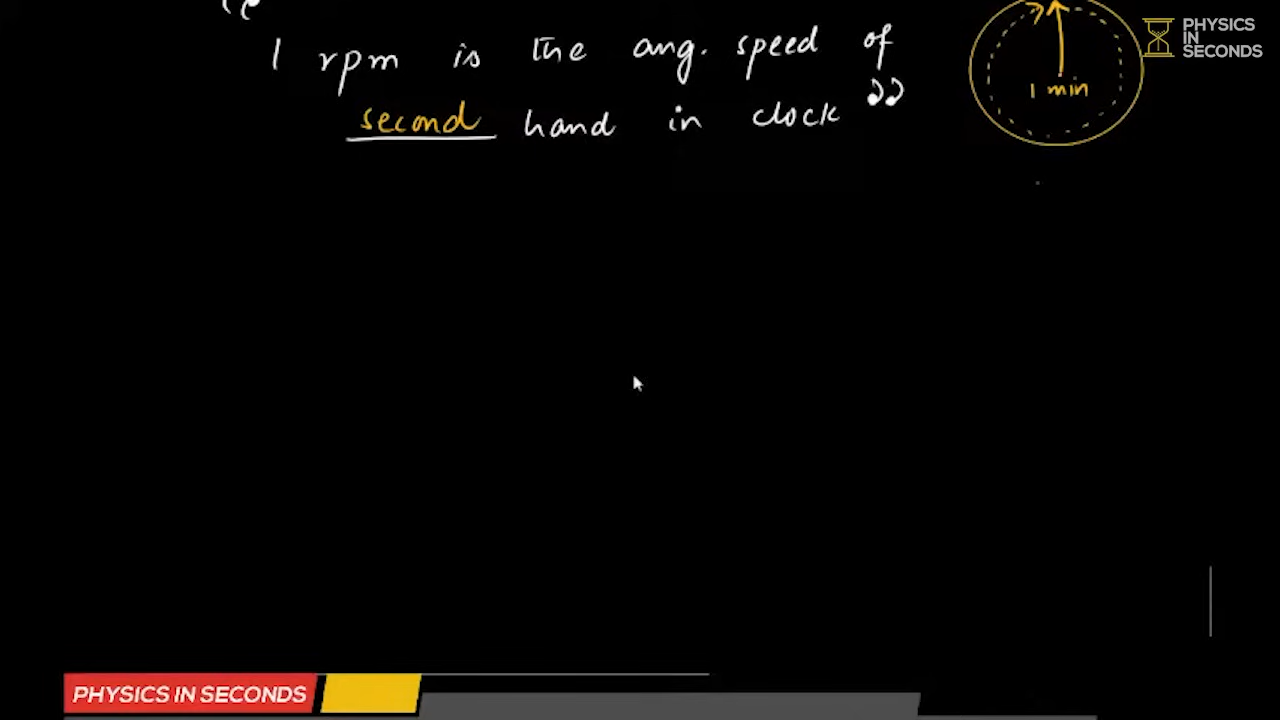 “
1 rpm is the ang. speed of
second hand in clock ”
1 min
PHYSICS
IN
SECONDS
PHYSICS IN SECONDS